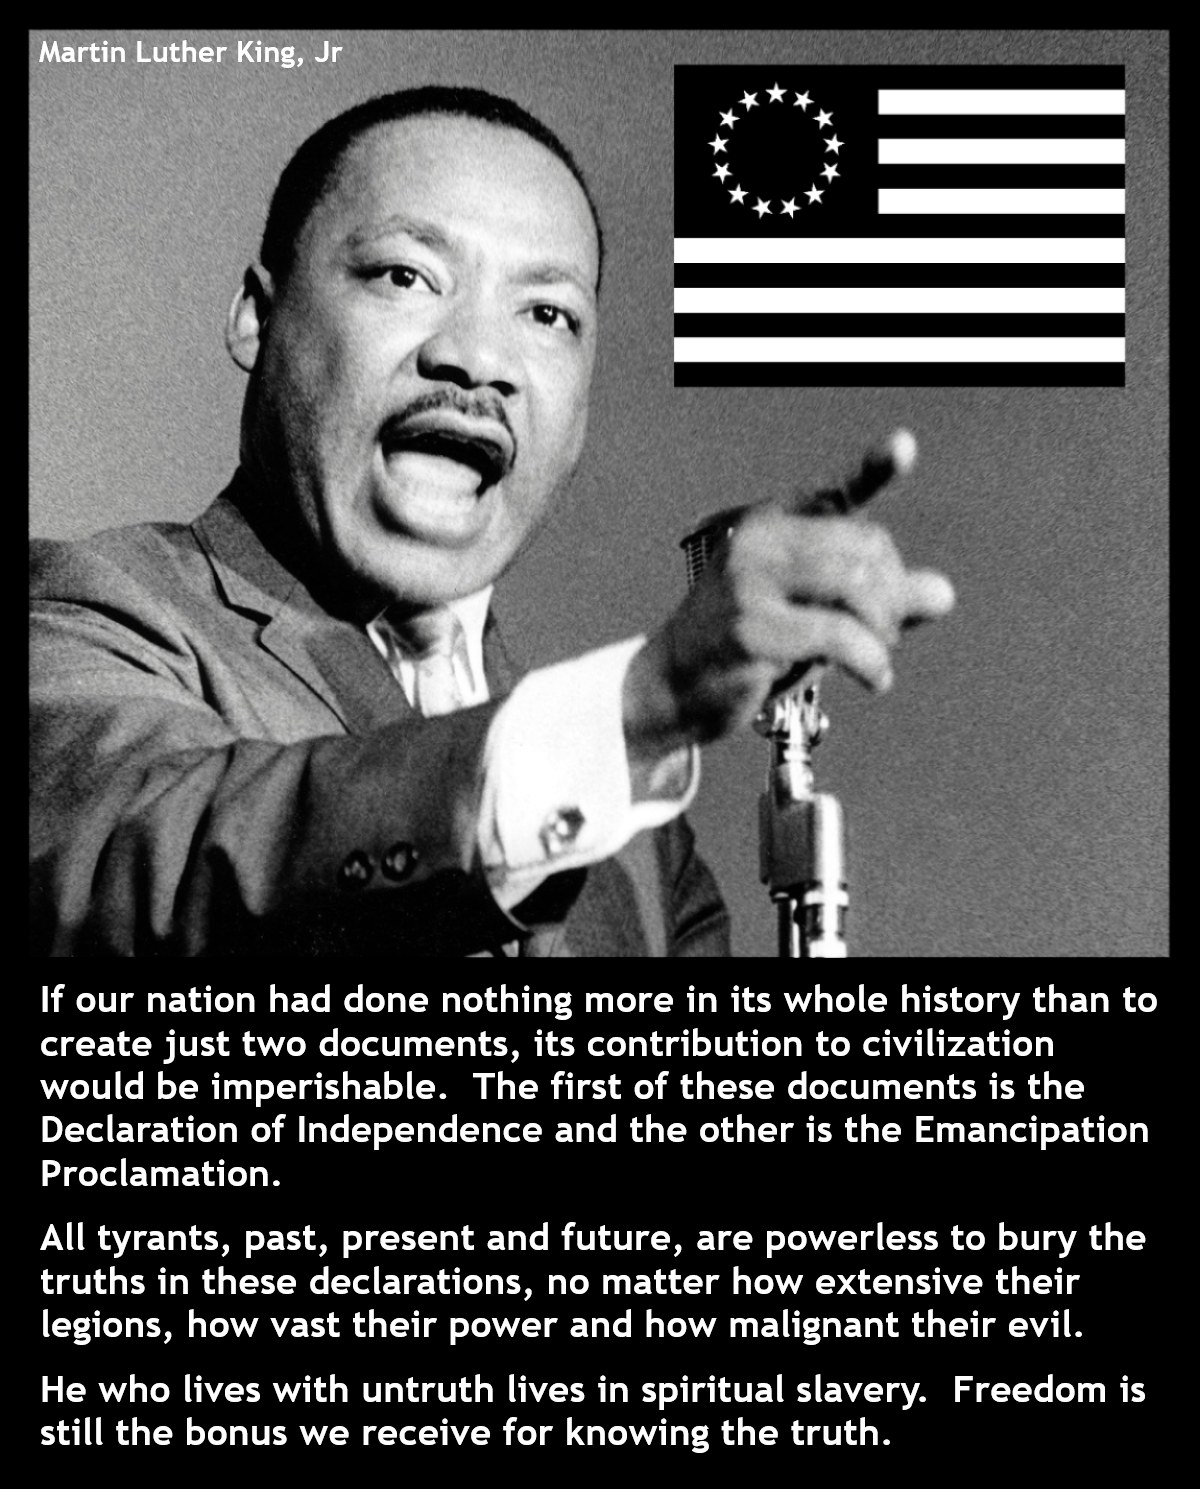 Martin Luther King, Jr
If our nation had done nothing more in its whole history than to
create just two documents, its contribution to civilization
would be imperishable.  The first of these documents is the
Declaration of Independence and the other is the Emancipation
Proclamation.
All tyrants, past, present and future, are powerless to bury the
truths in these declarations, no matter how extensive their
legions, how vast their power and how malignant their evil.
He who lives with untruth lives in spiritual slavery.  Freedom is
still the bonus we receive for knowing the truth.